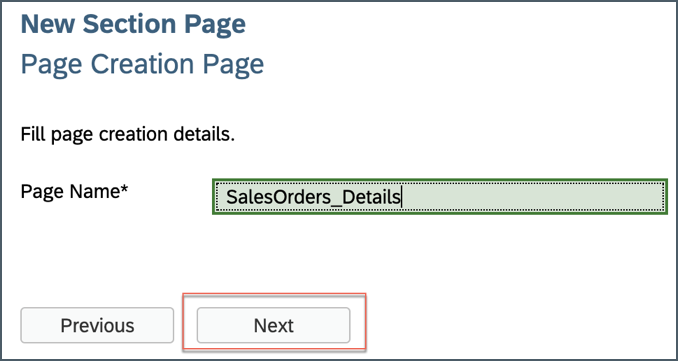 New Section Page
Page Creation Page
Fill page creation details.
Page Name* SalesOrders_Details
Previous Next